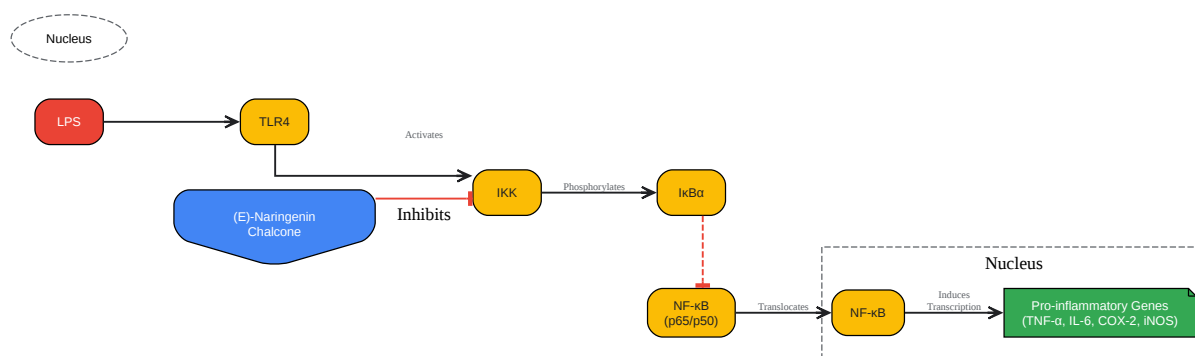 Nucleus
LPS
TLR4
Activates
IKK
Phosphorylates
IκBα
(E)-Naringenin
Chalcone
Inhibits
Nucleus
NF-κB
(p65/p50)
Translocates
NF-κB
Induces
Transcription
Pro-inflammatory Genes
(TNF-α, IL-6, COX-2, iNOS)